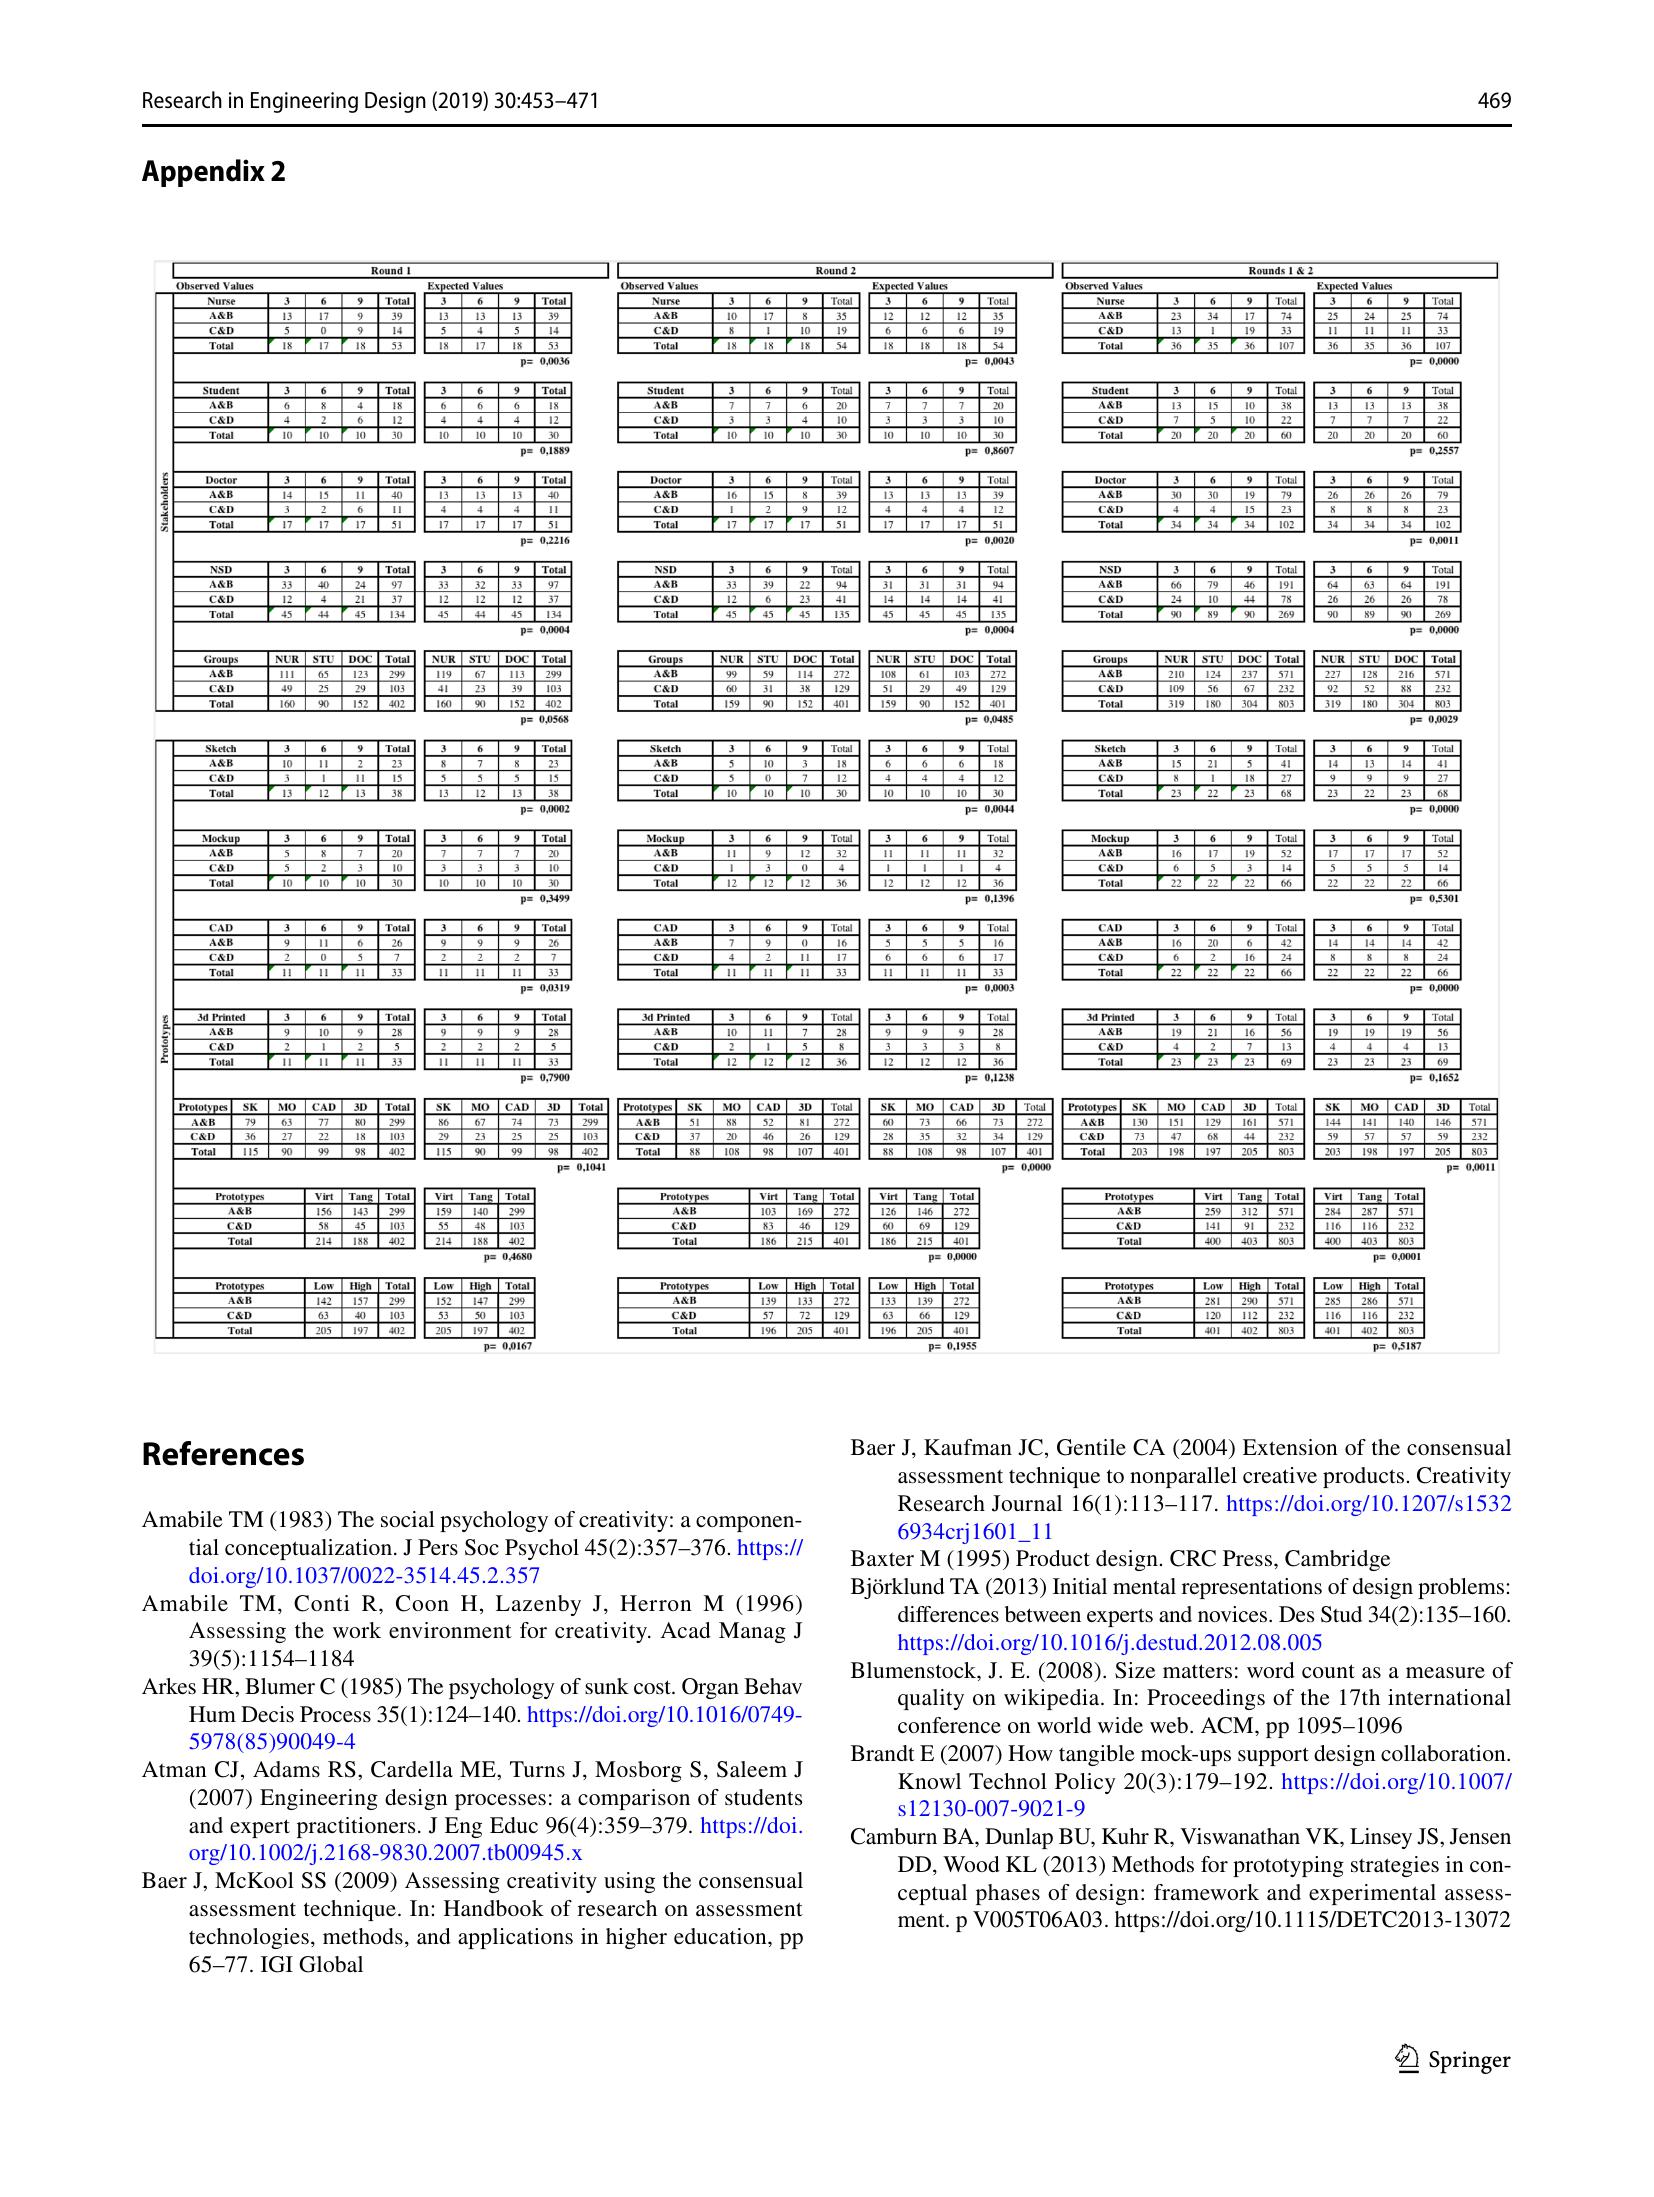 Research in Engineering Design (2019) 30:453–471 469
Appendix 2
Round 1 Round 2 Rounds 1 & 2
Observed Values Expected Values Observed Values Expected Values Observed Values Expected Values
Stakeholders
Nurse 3 6 9 Total 3 6 9 Total Nurse 3 6 9 Total 3 6 9 Total Nurse 3 6 9 Total 3 6 9 Total
A&B 13 17 9 39 13 13 13 39 A&B 10 17 8 35 12 12 12 35 A&B 23 34 17 74 25 24 25 74
C&D 5 0 9 14 5 4 5 14 C&D 8 1 10 19 6 6 6 19 C&D 13 1 19 33 11 11 11 33
Total 18 17 18 53 18 17 18 53 Total 18 18 18 54 18 18 18 54 Total 36 35 36 107 36 35 36 107
p= 0,0036 p= 0,0043 p= 0,0000
Student 3 6 9 Total 3 6 9 Total Student 3 6 9 Total 3 6 9 Total Student 3 6 9 Total 3 6 9 Total
A&B 6 8 4 18 6 6 6 18 A&B 7 7 6 20 7 7 7 20 A&B 13 15 10 38 13 13 13 38
C&D 4 2 6 12 4 4 4 12 C&D 3 3 4 10 3 3 3 10 C&D 7 5 10 22 7 7 7 22
Total 10 10 10 30 10 10 10 30 Total 10 10 10 30 10 10 10 30 Total 20 20 20 60 20 20 20 60
p= 0,1889 p= 0,8607 p= 0,2557
Doctor 3 6 9 Total 3 6 9 Total Doctor 3 6 9 Total 3 6 9 Total Doctor 3 6 9 Total 3 6 9 Total
A&B 14 15 11 40 13 13 13 40 A&B 16 15 8 39 13 13 13 39 A&B 30 30 19 79 26 26 26 79
C&D 3 2 6 11 4 4 4 11 C&D 1 2 9 12 4 4 4 12 C&D 4 4 15 23 8 8 8 23
Total 17 17 17 51 17 17 17 51 Total 17 17 17 51 17 17 17 51 Total 34 34 34 102 34 34 34 102
p= 0,2216 p= 0,0020 p= 0,0011
NSD 3 6 9 Total 3 6 9 Total NSD 3 6 9 Total 3 6 9 Total NSD 3 6 9 Total 3 6 9 Total
A&B 33 40 24 97 33 32 33 97 A&B 33 39 22 94 31 31 31 94 A&B 66 79 46 191 64 63 64 191
C&D 12 4 21 37 12 12 12 37 C&D 12 6 23 41 14 14 14 41 C&D 24 10 44 78 26 26 26 78
Total 45 44 45 134 45 44 45 134 Total 45 45 45 135 45 45 45 135 Total 90 89 90 269 90 89 90 269
p= 0,0004 p= 0,0004 p= 0,0000
Groups NUR STU DOC Total NUR STU DOC Total Groups NUR STU DOC Total NUR STU DOC Total Groups NUR STU DOC Total NUR STU DOC Total
A&B 111 65 123 299 119 67 113 299 A&B 99 59 114 272 108 61 103 272 A&B 210 124 237 571 227 128 216 571
C&D 49 25 29 103 41 23 39 103 C&D 60 31 38 129 51 29 49 129 C&D 109 56 67 232 92 52 88 232
Total 160 90 152 402 160 90 152 402 Total 159 90 152 401 159 90 152 401 Total 319 180 304 803 319 180 304 803
p= 0,0568 p= 0,0485 p= 0,0029
Prototypes
Sketch 3 6 9 Total 3 6 9 Total Sketch 3 6 9 Total 3 6 9 Total Sketch 3 6 9 Total 3 6 9 Total
A&B 10 11 2 23 8 7 8 23 A&B 5 10 3 18 6 6 6 18 A&B 15 21 5 41 14 13 14 41
C&D 3 1 11 15 5 5 5 15 C&D 5 0 7 12 4 4 4 12 C&D 8 1 18 27 9 9 9 27
Total 13 12 13 38 13 12 13 38 Total 10 10 10 30 10 10 10 30 Total 23 22 23 68 23 22 23 68
p= 0,0002 p= 0,0044 p= 0,0000
Mockup 3 6 9 Total 3 6 9 Total Mockup 3 6 9 Total 3 6 9 Total Mockup 3 6 9 Total 3 6 9 Total
A&B 5 8 7 20 7 7 7 20 A&B 11 9 12 32 11 11 11 32 A&B 16 17 19 52 17 17 17 52
C&D 5 2 3 10 3 3 3 10 C&D 1 3 0 4 1 1 1 4 C&D 6 5 3 14 5 5 5 14
Total 10 10 10 30 10 10 10 30 Total 12 12 12 36 12 12 12 36 Total 22 22 22 66 22 22 22 66
p= 0,3499 p= 0,1396 p= 0,5301
CAD 3 6 9 Total 3 6 9 Total CAD 3 6 9 Total 3 6 9 Total CAD 3 6 9 Total 3 6 9 Total
A&B 9 11 6 26 9 9 9 26 A&B 7 9 0 16 5 5 5 16 A&B 16 20 6 42 14 14 14 42
C&D 2 0 5 7 2 2 2 7 C&D 4 2 11 17 6 6 6 17 C&D 6 2 16 24 8 8 8 24
Total 11 11 11 33 11 11 11 33 Total 11 11 11 33 11 11 11 33 Total 22 22 22 66 22 22 22 66
p= 0,0319 p= 0,0003 p= 0,0000
3d Printed 3 6 9 Total 3 6 9 Total 3d Printed 3 6 9 Total 3 6 9 Total 3d Printed 3 6 9 Total 3 6 9 Total
A&B 9 10 9 28 9 9 9 28 A&B 10 11 7 28 9 9 9 28 A&B 19 21 16 56 19 19 19 56
C&D 2 1 2 5 2 2 2 5 C&D 2 1 5 8 3 3 3 8 C&D 4 2 7 13 4 4 4 13
Total 11 11 11 33 11 11 11 33 Total 12 12 12 36 12 12 12 36 Total 23 23 23 69 23 23 23 69
p= 0,7900 p= 0,1238 p= 0,1652
Prototypes SK MO CAD 3D Total SK MO CAD 3D Total Prototypes SK MO CAD 3D Total SK MO CAD 3D Total Prototypes SK MO CAD 3D Total SK MO CAD 3D Total
A&B 79 63 77 80 299 86 67 74 73 299 A&B 51 88 52 81 272 60 73 66 73 272 A&B 130 151 129 161 571 144 141 140 146 571
C&D 36 27 22 18 103 29 23 25 25 103 C&D 37 20 46 26 129 28 35 32 34 129 C&D 73 47 68 44 232 59 57 57 59 232
Total 115 90 99 98 402 115 90 99 98 402 Total 88 108 98 107 401 88 108 98 107 401 Total 203 198 197 205 803 203 198 197 205 803
p= 0,1041 p= 0,0000 p= 0,0011
Prototypes Virt Tang Total Virt Tang Total Prototypes Virt Tang Total Virt Tang Total Prototypes Virt Tang Total Virt Tang Total
A&B 156 143 299 159 140 299 A&B 103 169 272 126 146 272 A&B 259 312 571 284 287 571
C&D 58 45 103 55 48 103 C&D 83 46 129 60 69 129 C&D 141 91 232 116 116 232
Total 214 188 402 214 188 402 Total 186 215 401 186 215 401 Total 400 403 803 400 403 803
p= 0,4680 p= 0,0000 p= 0,0001
Prototypes Low High Total Low High Total Prototypes Low High Total Low High Total Prototypes Low High Total Low High Total
A&B 142 157 299 152 147 299 A&B 139 133 272 133 139 272 A&B 281 290 571 285 286 571
C&D 63 40 103 53 50 103 C&D 57 72 129 63 66 129 C&D 120 112 232 116 116 232
Total 205 197 402 205 197 402 Total 196 205 401 196 205 401 Total 401 402 803 401 402 803
p= 0,0167 p= 0,1955 p= 0,5187
References
Amabile TM (1983) The social psychology of creativity: a componen-
tial conceptualization. J Pers Soc Psychol 45(2):357–376. https://
doi.org/10.1037/0022-3514.45.2.357
Amabile TM, Conti R, Coon H, Lazenby J, Herron M (1996)
Assessing the work environment for creativity. Acad Manag J
39(5):1154–1184
Arkes HR, Blumer C (1985) The psychology of sunk cost. Organ Behav
Hum Decis Process 35(1):124–140. https://doi.org/10.1016/0749-
5978(85)90049-4
Atman CJ, Adams RS, Cardella ME, Turns J, Mosborg S, Saleem J
(2007) Engineering design processes: a comparison of students
and expert practitioners. J Eng Educ 96(4):359–379. https://doi.
org/10.1002/j.2168-9830.2007.tb00945.x
Baer J, McKool SS (2009) Assessing creativity using the consensual
assessment technique. In: Handbook of research on assessment
technologies, methods, and applications in higher education, pp
65–77. IGI Global
Baer J, Kaufman JC, Gentile CA (2004) Extension of the consensual
assessment technique to nonparallel creative products. Creativity
Research Journal 16(1):113–117. https://doi.org/10.1207/s1532
6934crj1601_11
Baxter M (1995) Product design. CRC Press, Cambridge
Björklund TA (2013) Initial mental representations of design problems:
differences between experts and novices. Des Stud 34(2):135–160.
https://doi.org/10.1016/j.destud.2012.08.005
Blumenstock, J. E. (2008). Size matters: word count as a measure of
quality on wikipedia. In: Proceedings of the 17th international
conference on world wide web. ACM, pp 1095–1096
Brandt E (2007) How tangible mock-ups support design collaboration.
Knowl Technol Policy 20(3):179–192. https://doi.org/10.1007/
s12130-007-9021-9
Camburn BA, Dunlap BU, Kuhr R, Viswanathan VK, Linsey JS, Jensen
DD, Wood KL (2013) Methods for prototyping strategies in con-
ceptual phases of design: framework and experimental assess-
ment. p V005T06A03. https://doi.org/10.1115/DETC2013-13072
Springer